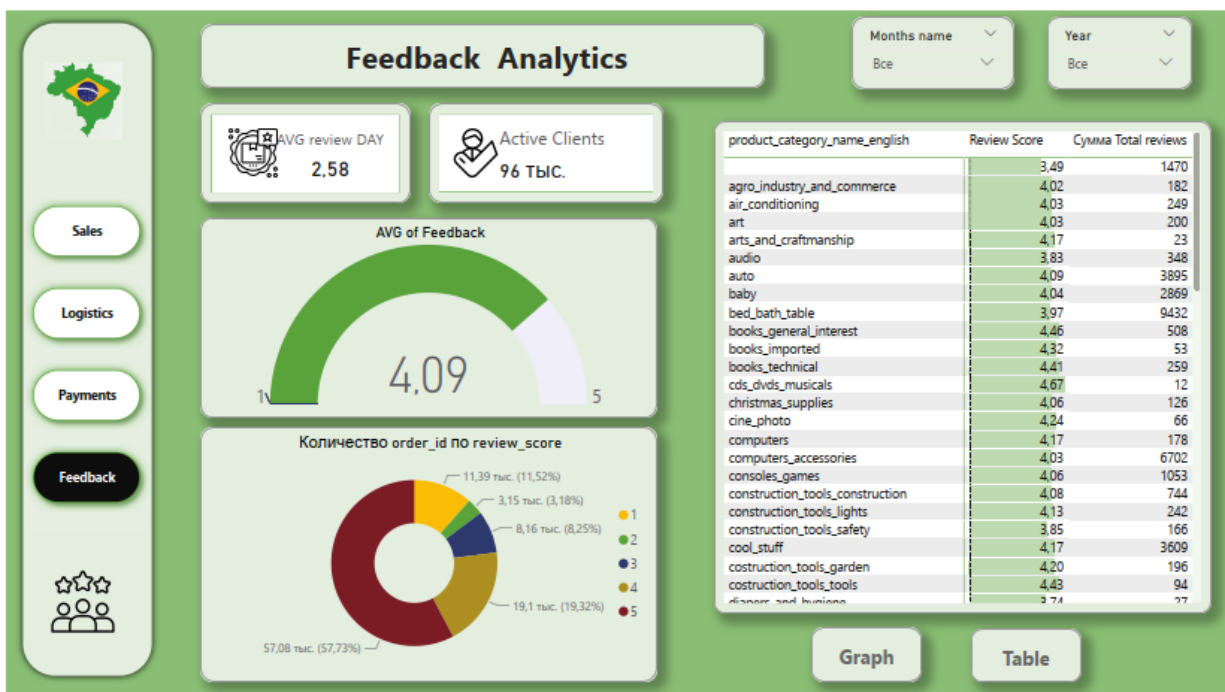 Feedback Analytics
Months name
Все
Year
Все
Sales
Logistics
Payments
Feedback
AVG review DAY
2,58
Active Clients
96 тыс.
AVG of Feedback
4,09
1
5
Количество order_id по review_score
11,39 тыс. (11,52%)
3,15 тыс. (3,18%)
8,16 тыс. (8,25%)
19,1 тыс. (19,32%)
57,08 тыс. (57,73%)
1
2
3
4
5
product_category_name_english Review Score Сумма Total reviews
3,49 1470
agro_industry_and_commerce 4,02 182
air_conditioning 4,03 249
art 4,03 200
arts_and_craftmanship 4,17 23
audio 3,83 348
auto 4,09 3895
baby 4,04 2869
bed_bath_table 3,97 9432
books_general_interest 4,46 508
books_imported 4,32 53
books_technical 4,41 259
cds_dvds_musicals 4,67 12
christmas_supplies 4,06 126
cine_photo 4,24 66
computers 4,17 178
computers_accessories 4,03 6702
consoles_games 4,06 1053
construction_tools_construction 4,08 744
construction_tools_lights 4,13 242
construction_tools_safety 3,85 166
cool_stuff 4,17 3609
costruction_tools_garden 4,20 196
costruction_tools_tools 4,43 94
diapers_and_hygiene 3,74 27
Graph
Table